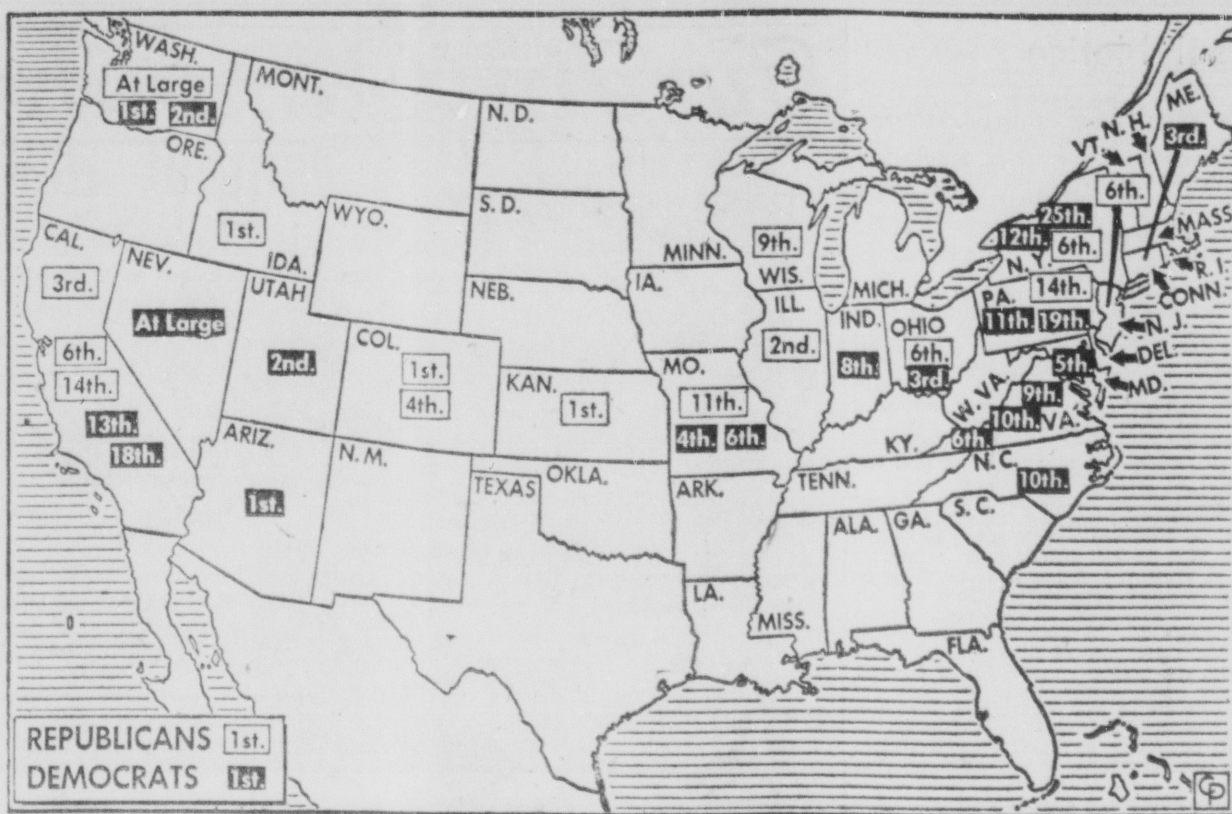 WASH.
At Large
1st. 2nd.
MONT.
N. D.
ORE.
ME.
3rd.
N. H.
VT.
6th.
S. D.
WYO.
1st.
IDA.
MINN.
9th.
WIS.
MICH.
25th.
12th.
6th.
N. Y.
MASS.
R. I.
CONN.
CAL.
3rd.
NEV.
UTAH
NEB.
IA.
ILL.
2nd.
IND.
8th.
OHIO
6th.
3rd.
PA.
14th.
11th. 19th.
N. J.
DEL.
MD.
At Large
2nd.
COL.
1st.
4th.
KAN.
1st.
MO.
11th.
4th. 6th.
W. VA.
5th.
9th.
10th.
VA.
6th.
KY.
6th.
14th.
13th.
18th.
ARIZ.
1st.
N. M.
TEXAS
OKLA.
ARK.
TENN.
N. C.
10th.
S. C.
ALA.
GA.
LA.
MISS.
FLA.
REPUBLICANS 1st.
DEMOCRATS 1st.
CP